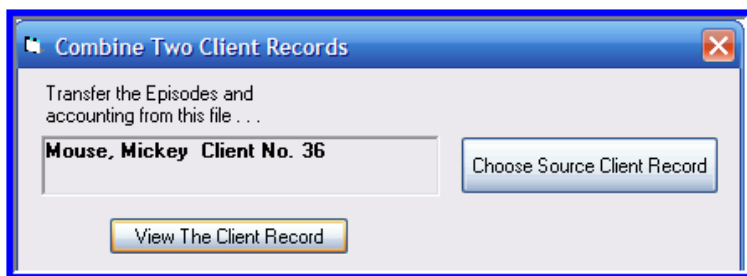 Combine Two Client Records
Transfer the Episodes and
accounting from this file . . .
Mouse, Mickey  Client No. 36
Choose Source Client Record
View The Client Record